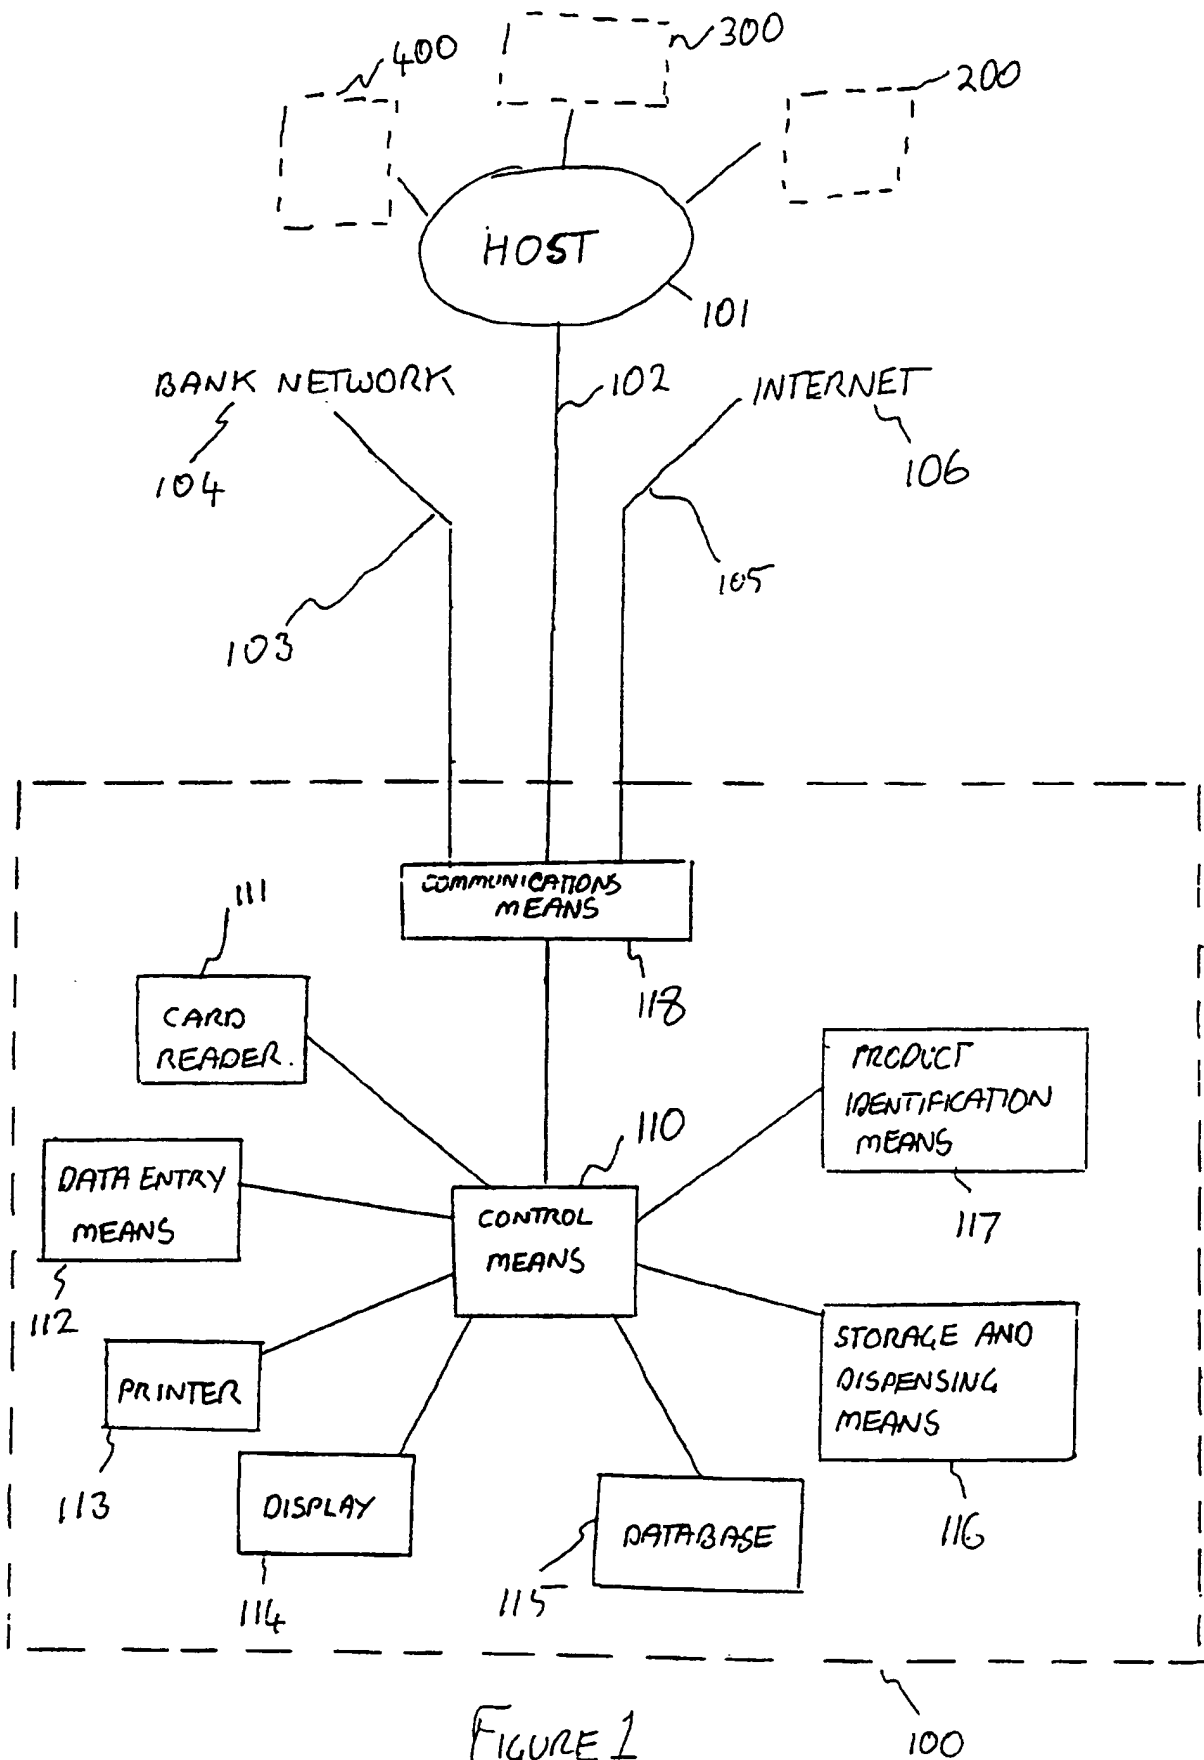 400
300
200
HOST
101
BANK NETWORK
102
INTERNET
104
106
103
105
COMMUNICATIONS
MEANS
111
118
CARD
READER.
PRODUCT
IDENTIFICATION
MEANS
110
DATA ENTRY
MEANS
117
CONTROL
MEANS
112
STORAGE AND
DISPENSING
MEANS
PRINTER
113
DISPLAY
DATABASE
116
114
115
100
FIGURE 1